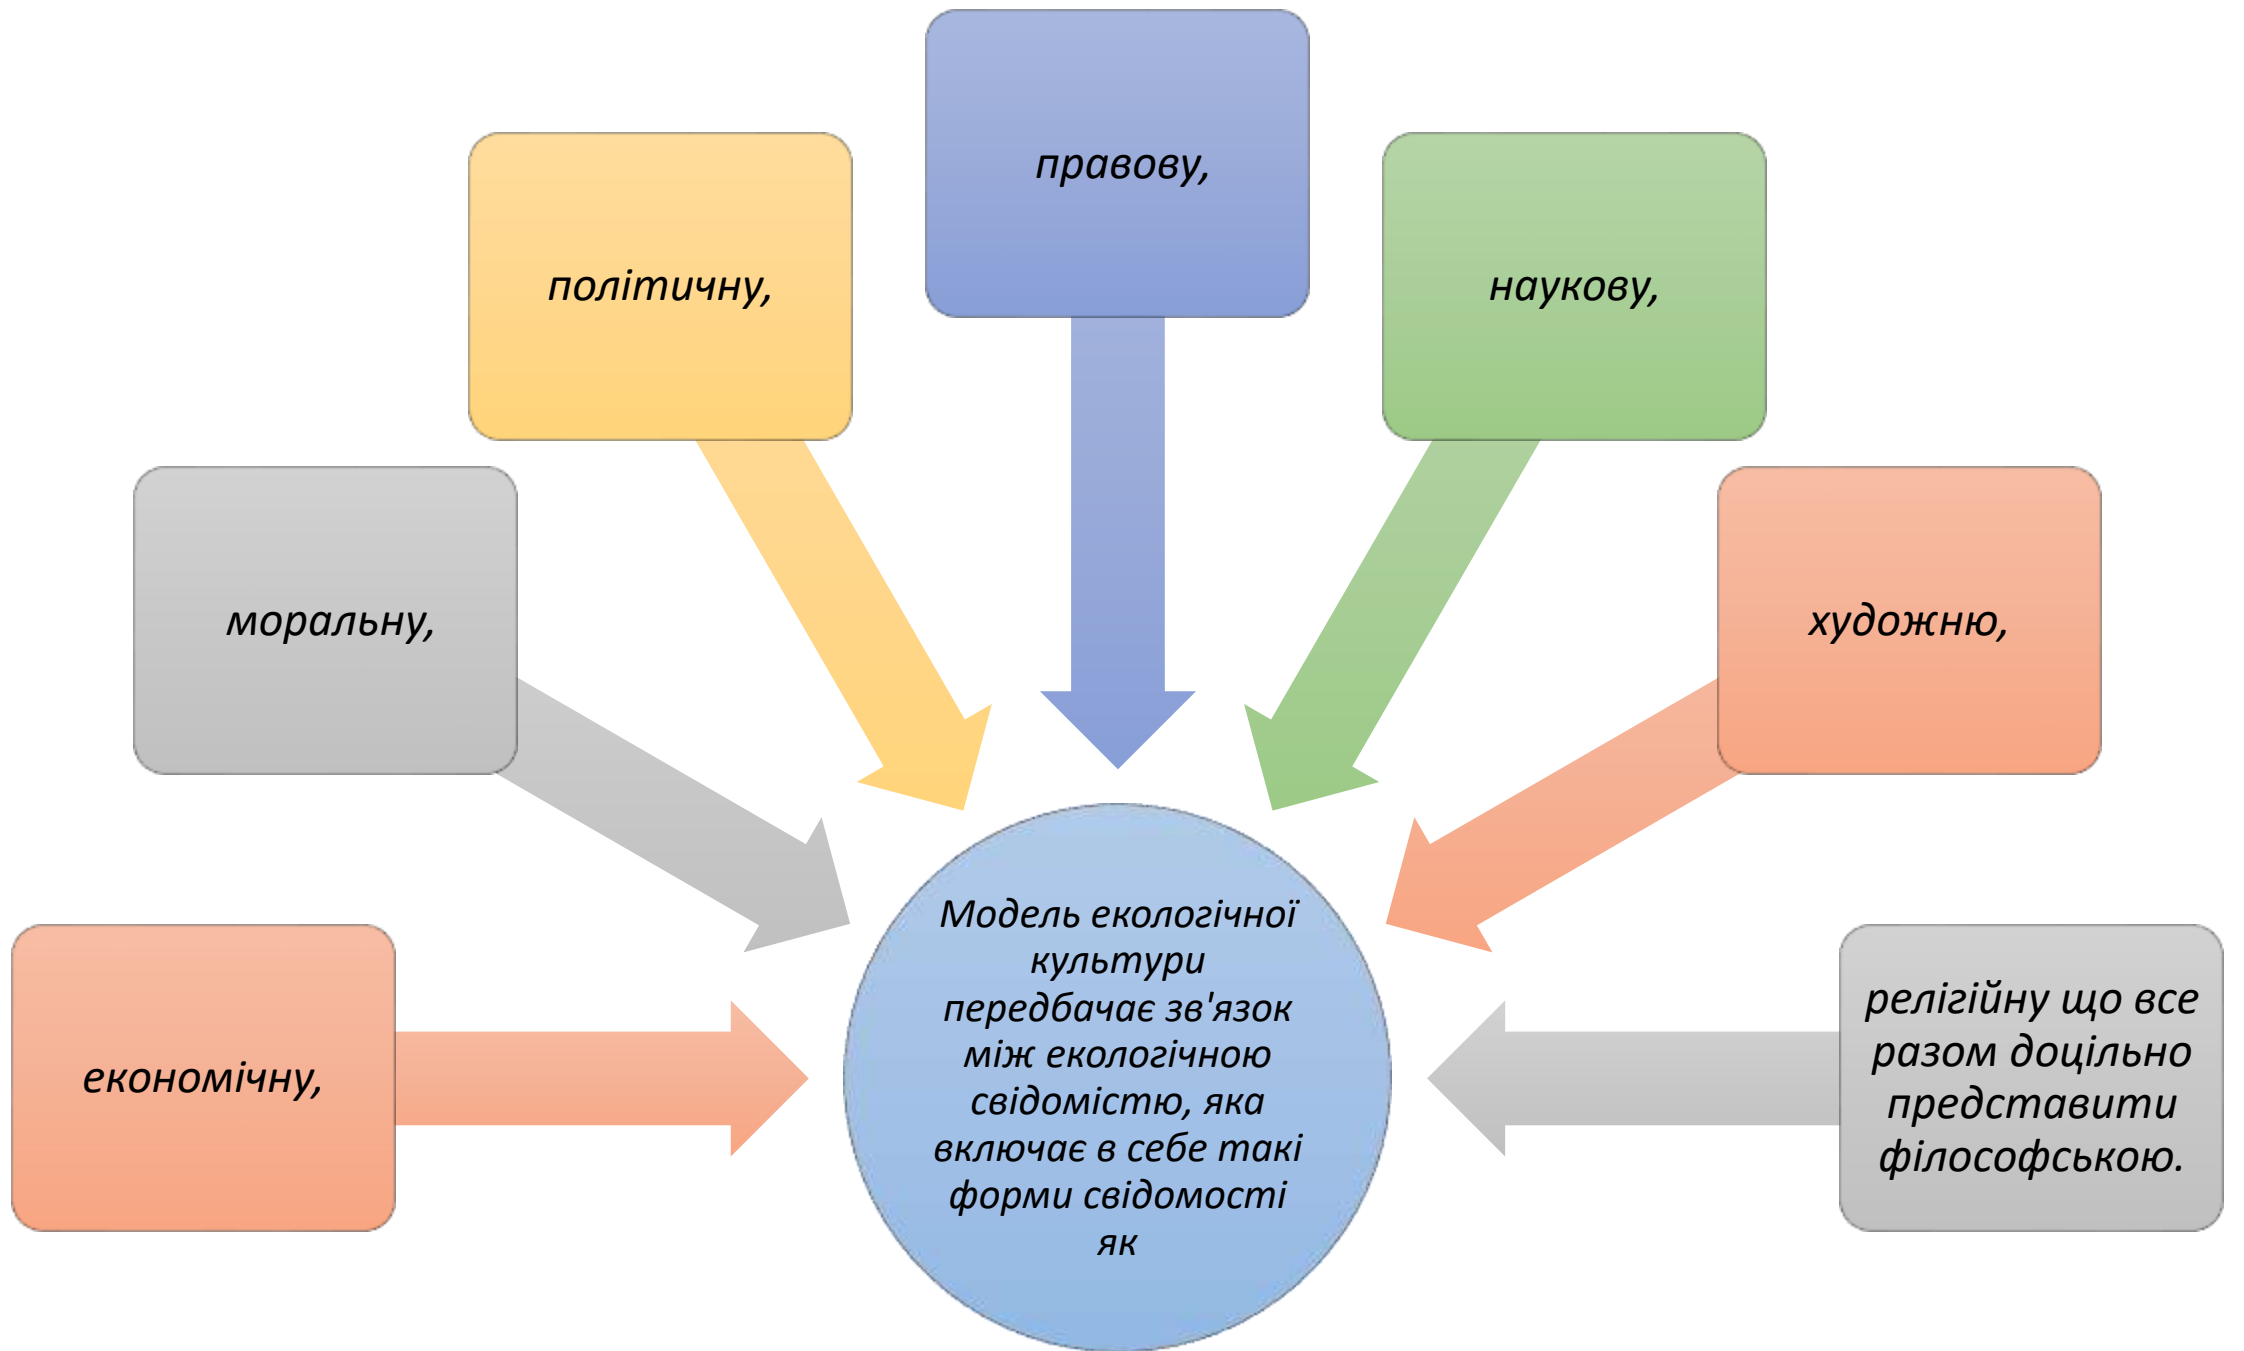 Модель екологічної
культури
передбачає зв'язок
між екологічною
свідомістю, яка
включає в себе такі
форми свідомості
як
економічну,
моральну,
політичну,
правову,
наукову,
художню,
релігійну що все
разом доцільно
представити
філософською.